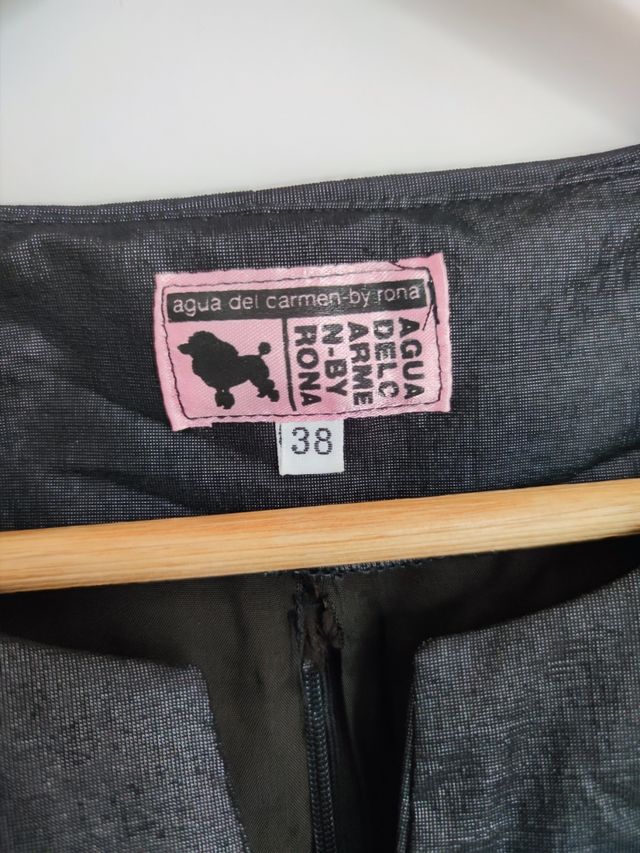 agua del carmen-by rona
AGUA
DELC
ARME
N-BY
RONA
38